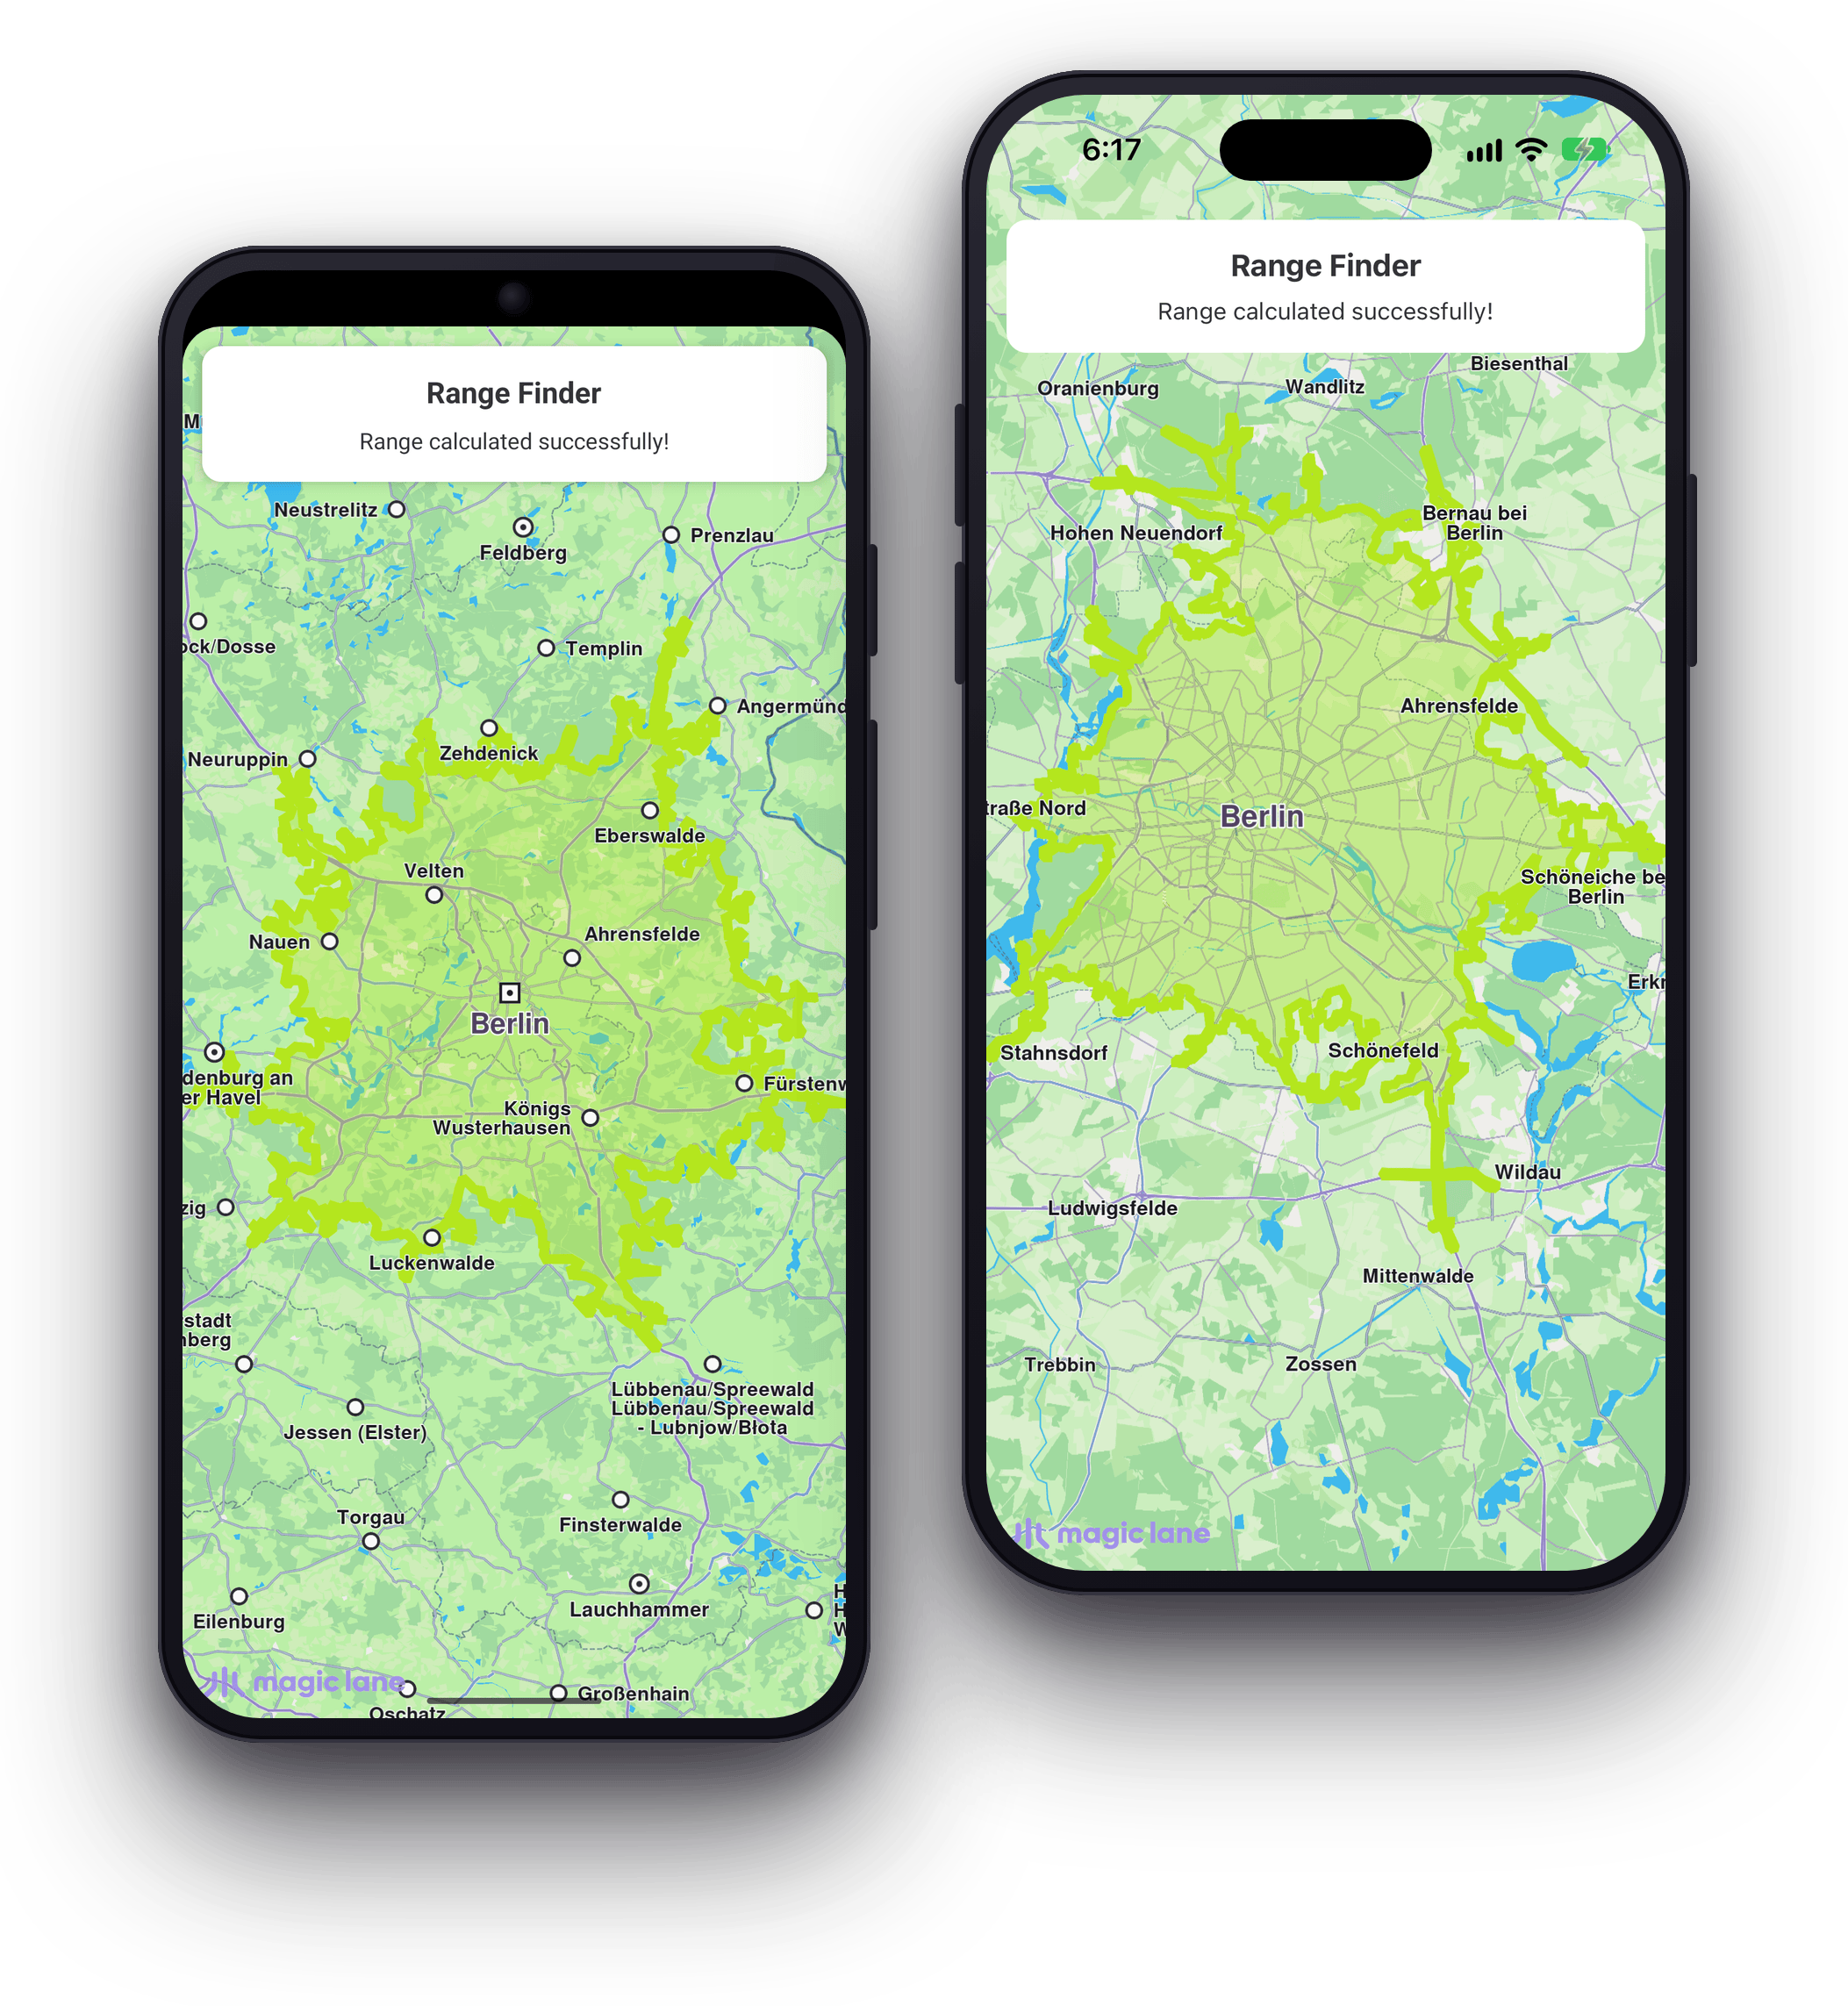 Range Finder
Range calculated successfully!
M
Neustrelitz
Feldberg
Prenzlau
ock/Dosse
Templin
Angermünd
Zehdenick
Neuruppin
Eberswalde
Velten
Ahrensfelde
Nauen
Berlin
denburg an
er Havel
Fürstenw
Königs
Wusterhausen
zig
Luckenwalde
stadt
nberg
Lübbenau/Spreewald
Lübbenau/Spreewald
- Lubnjow/Błota
Jessen (Elster)
Torgau
Finsterwalde
Lauchhammer
H
H
W
Eilenburg
magic lane
Großenhain
Oschatz
6:17
Range Finder
Range calculated successfully!
Biesenthal
Oranienburg
Wandlitz
Bernau bei
Berlin
Hohen Neuendorf
Ahrensfelde
traße Nord
Berlin
Schöneiche be
Berlin
Erkr
Stahnsdorf
Schönefeld
Wildau
Ludwigsfelde
Mittenwalde
Trebbin
Zossen
magic lane